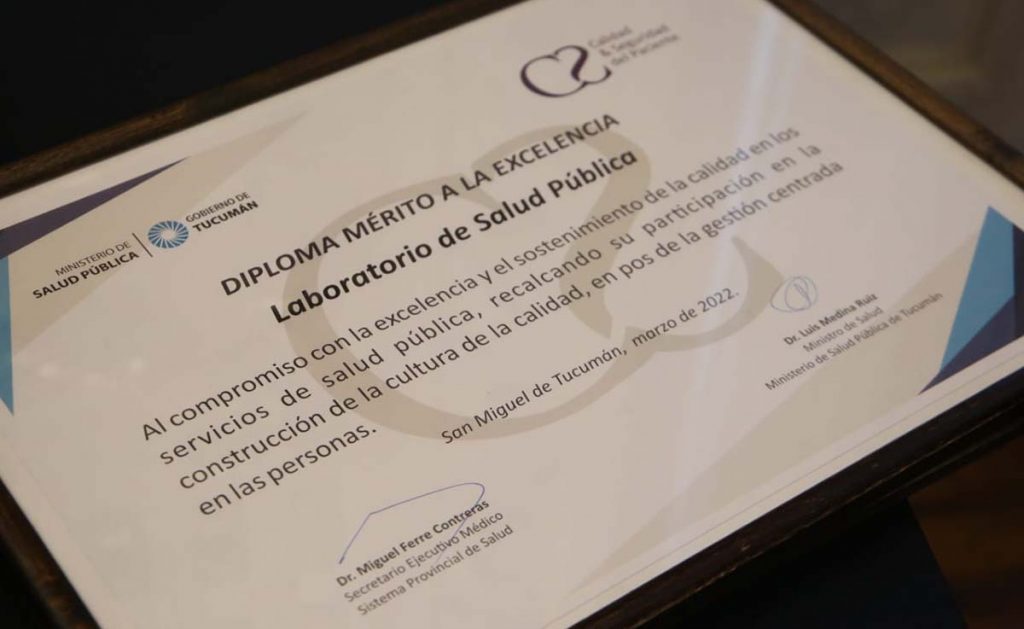 Calidad
& Seguridad
del Paciente
MINISTERIO DE
SALUD PÚBLICA
GOBIERNO DE
TUCUMÁN
DIPLOMA MÉRITO A LA EXCELENCIA
Laboratorio de Salud Pública
Al compromiso con la excelencia y el sostenimiento de la calidad en los
servicios de salud pública, recalcando su participación en la
construcción de la cultura de la calidad, en pos de la gestión centrada
en las personas.
San Miguel de Tucumán, marzo de 2022.
Dr. Luis Medina Ruiz
Ministro de Salud
Ministerio de Salud Pública de Tucumán
Dr. Miguel Ferre Contreras
Secretario Ejecutivo Médico
Sistema Provincial de Salud